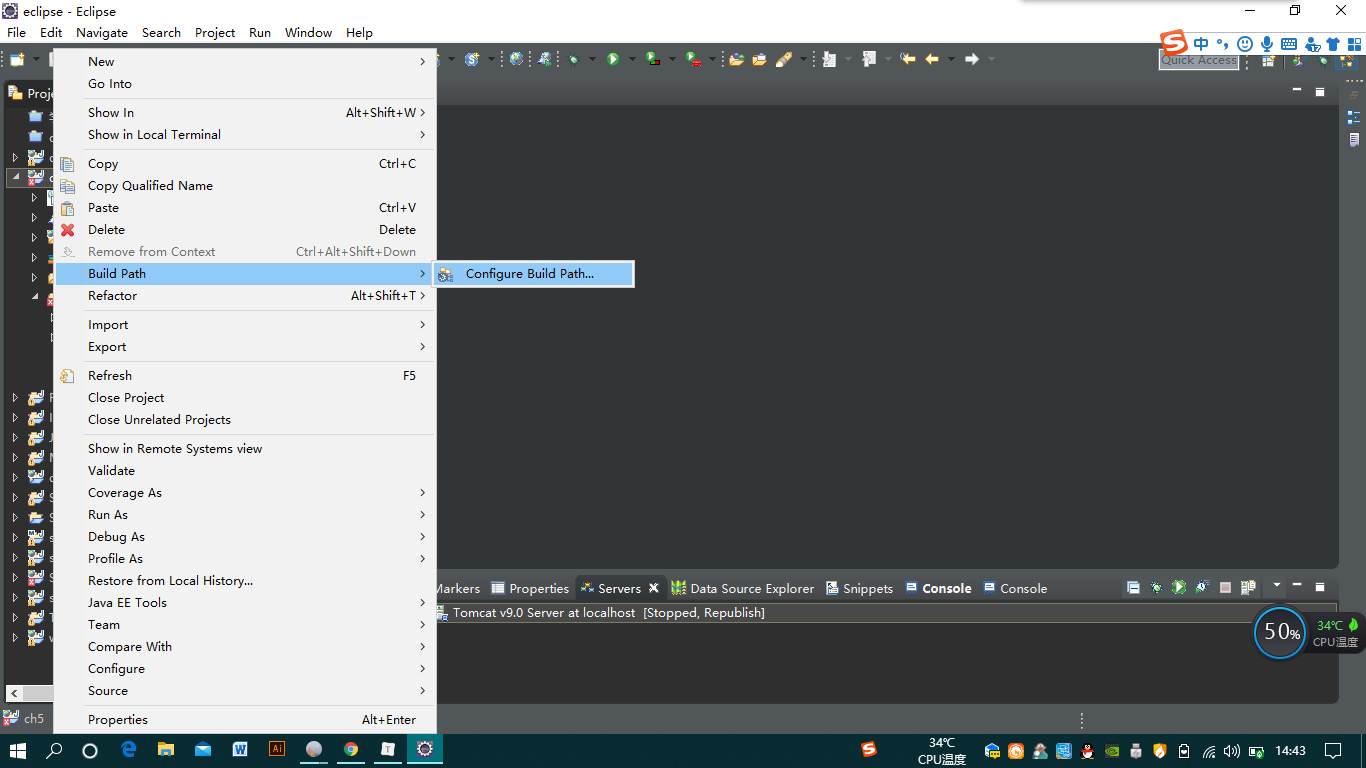 eclipse - Eclipse
File Edit Navigate Search Project Run Window Help
中
Quick Access
New
Go Into
Show In Alt+Shift+W
Show in Local Terminal
Copy Ctrl+C
Copy Qualified Name
Paste Ctrl+V
Delete Delete
Remove from Context Ctrl+Alt+Shift+Down
Build Path
Configure Build Path...
Refactor Alt+Shift+T
Import
Export
Refresh F5
Close Project
Close Unrelated Projects
Show in Remote Systems view
Validate
Coverage As
Run As
Debug As
Profile As
Restore from Local History...
Java EE Tools
Team
Compare With
Configure
Source
Properties Alt+Enter
Markers Properties Servers Data Source Explorer Snippets Console Console
Tomcat v9.0 Server at localhost [Stopped, Republish]
50%
34℃
CPU温度
ch5
34℃
CPU温度
14:43